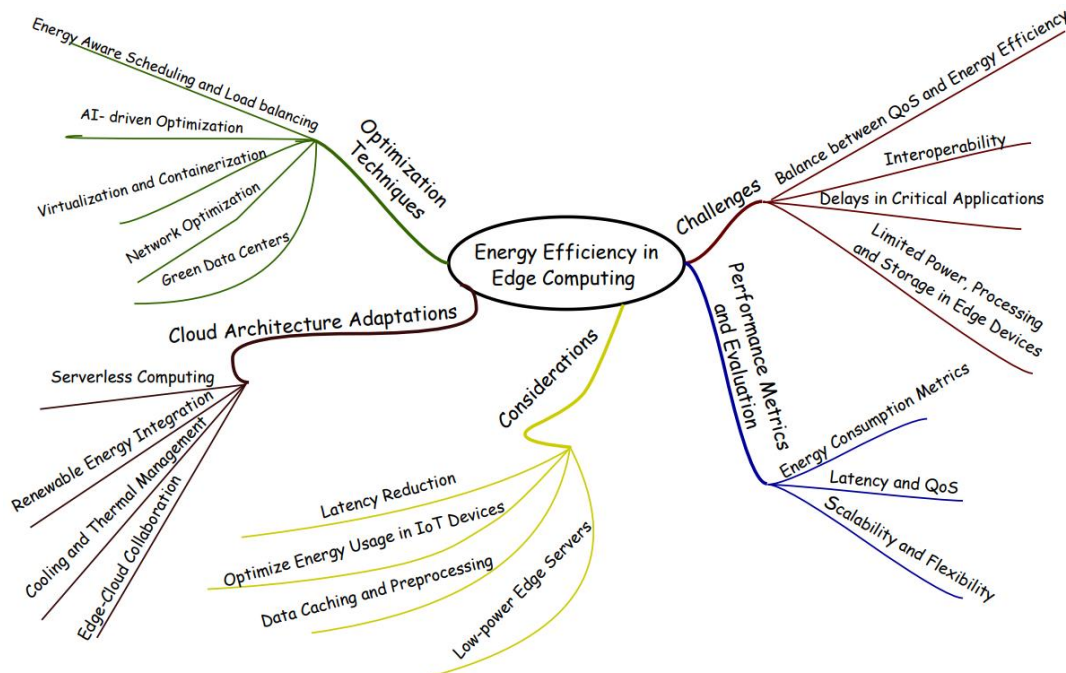 Energy Efficiency in
Edge Computing
Optimization
Techniques
Energy Aware Scheduling and Load balancing
AI- driven Optimization
Virtualization and Containerization
Network Optimization
Green Data Centers
Cloud Architecture Adaptations
Serverless Computing
Renewable Energy Integration
Cooling and Thermal Management
Edge-Cloud Collaboration
Considerations
Latency Reduction
Optimize Energy Usage in IoT Devices
Data Caching and Preprocessing
Low-power Edge Servers
Challenges
Balance between QoS and Energy Efficiency
Interoperability
Delays in Critical Applications
Limited Power, Processing
and Storage in Edge Devices
Performance Metrics
and Evaluation
Energy Consumption Metrics
Latency and QoS
Scalability and Flexibility